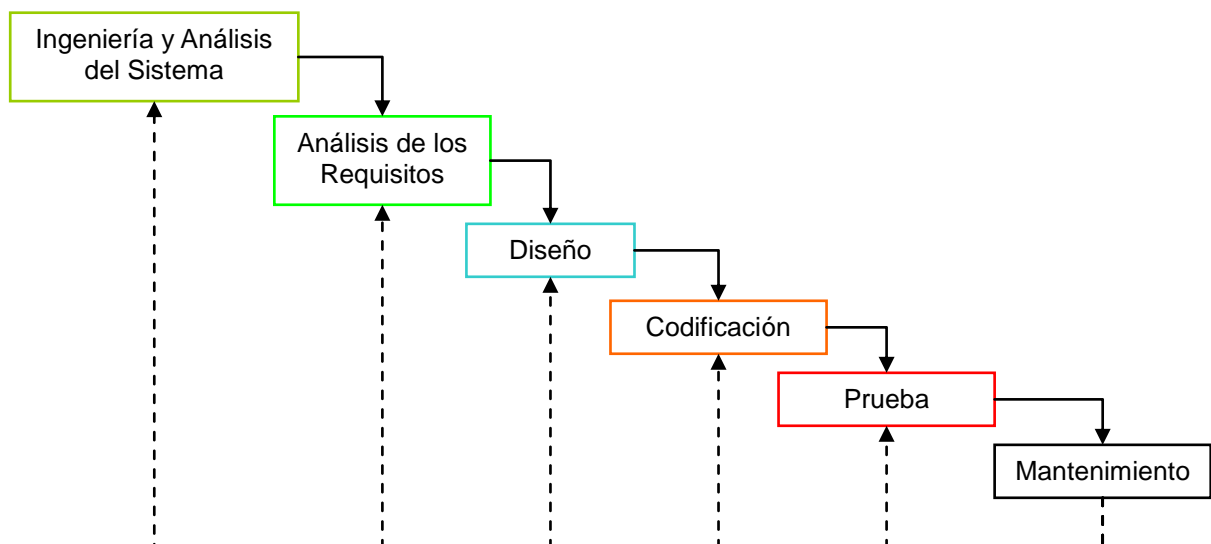 Ingeniería y Análisis
del Sistema
Análisis de los
Requisitos
Diseño
Codificación
Prueba
Mantenimiento